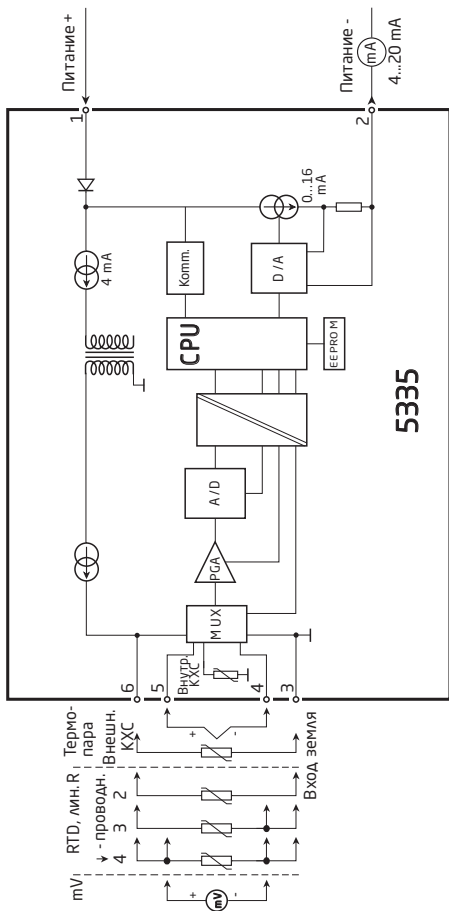 Питание +
Питание -
mA
4...20 mA
1
2
4 mA
0...16
mA
Комм.
D/A
CPU
EEPROM
5335
A/D
PGA
MUX
Внутр.
КХС
6
5
4
3
Термо-
пара
Внешн.
КХС
+
-
Вход земля
RTD, лин.R
- проводн.
2
3
4
mV
+
-
mV